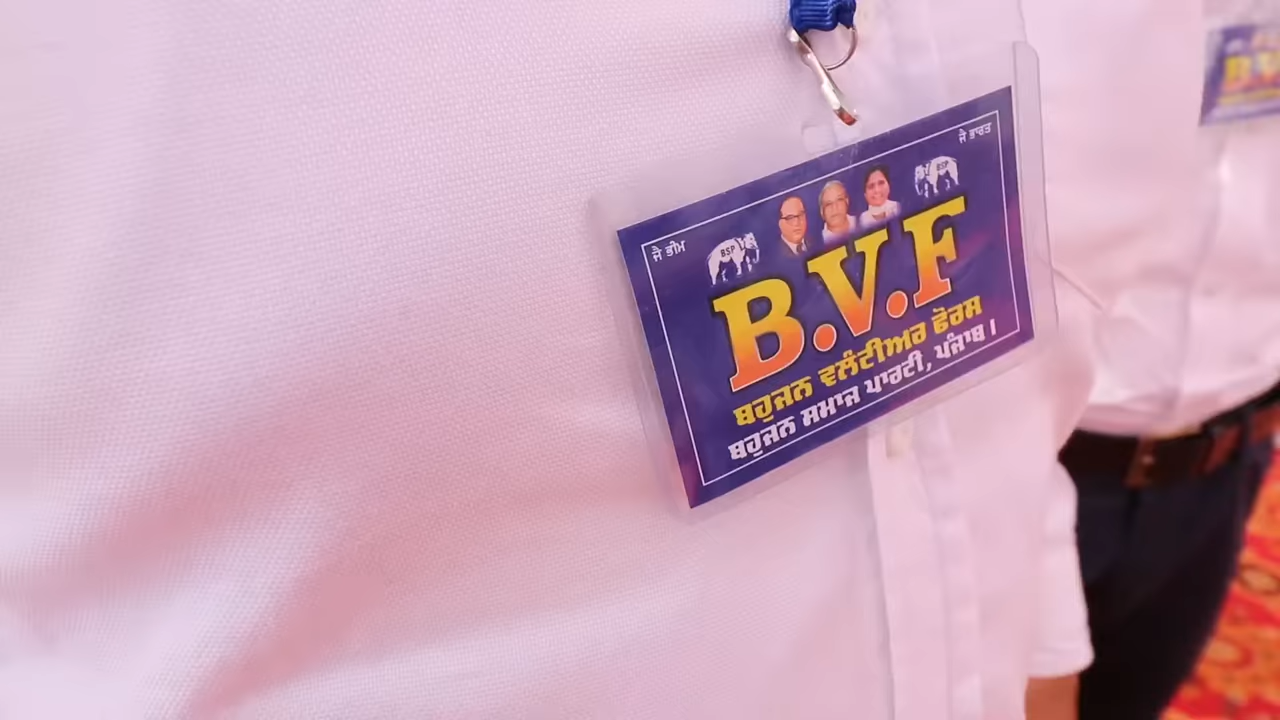 ਜੈ ਭੀਮ
ਜੈ ਭਾਰਤ
BSP
BSP
B.V.F
ਬਹੁਜਨ ਵਲੰਟੀਅਰ ਫੋਰਸ
ਬਹੁਜਨ ਸਮਾਜ ਪਾਰਟੀ, ਪੰਜਾਬ।
B.V